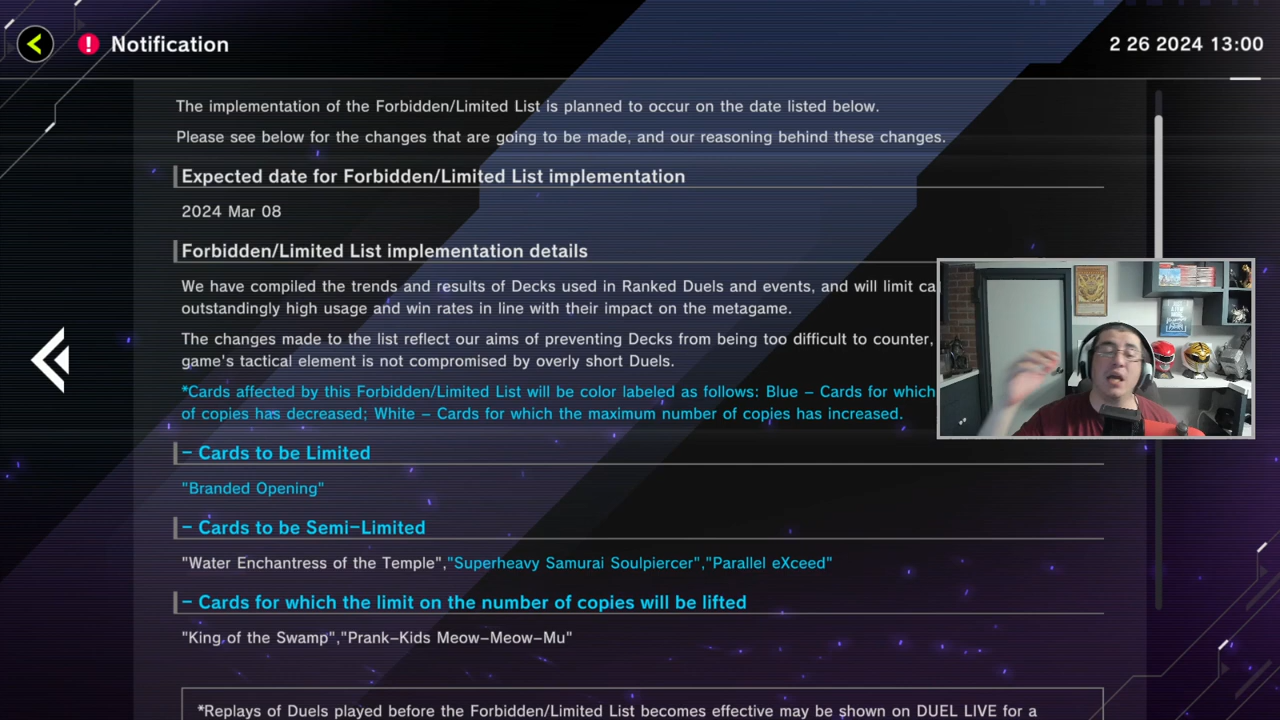 Notification
2 26 2024 13:00
The implementation of the Forbidden/Limited List is planned to occur on the date listed below.
Please see below for the changes that are going to be made, and our reasoning behind these changes.
Expected date for Forbidden/Limited List implementation
2024 Mar 08
Forbidden/Limited List implementation details
We have compiled the trends and results of Decks used in Ranked Duels and events, and will limit ca
outstandingly high usage and win rates in line with their impact on the metagame.
The changes made to the list reflect our aims of preventing Decks from being too difficult to counter,
game's tactical element is not compromised by overly short Duels.
*Cards affected by this Forbidden/Limited List will be color labeled as follows: Blue – Cards for which
of copies has decreased; White – Cards for which the maximum number of copies has increased.
– Cards to be Limited
"Branded Opening"
– Cards to be Semi–Limited
"Water Enchantress of the Temple","Superheavy Samurai Soulpiercer","Parallel eXceed"
– Cards for which the limit on the number of copies will be lifted
"King of the Swamp","Prank–Kids Meow–Meow–Mu"
*Replays of Duels played before the Forbidden/Limited List becomes effective may be shown on DUEL LIVE for a